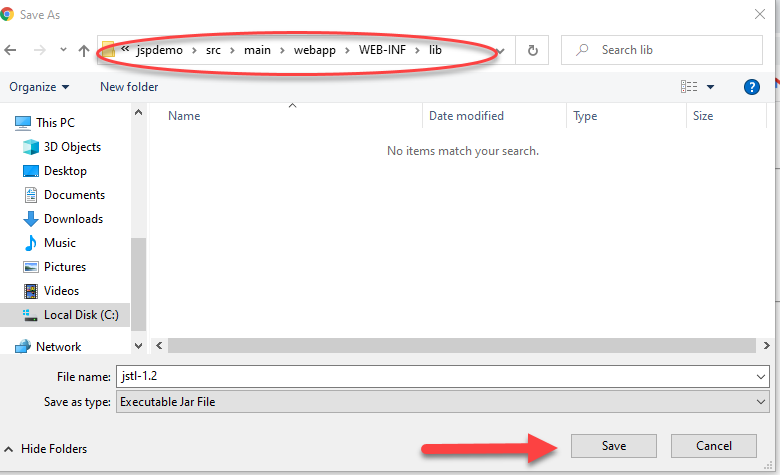 Save As
« jspdemo > src > main > webapp > WEB-INF > lib
Search lib
Organize
New folder
?
Name
Date modified
Type
Size
No items match your search.
This PC
3D Objects
Desktop
Documents
Downloads
Music
Pictures
Videos
Local Disk (C:)
Network
File name: jstl-1.2
Save as type: Executable Jar File
Hide Folders
Save
Cancel